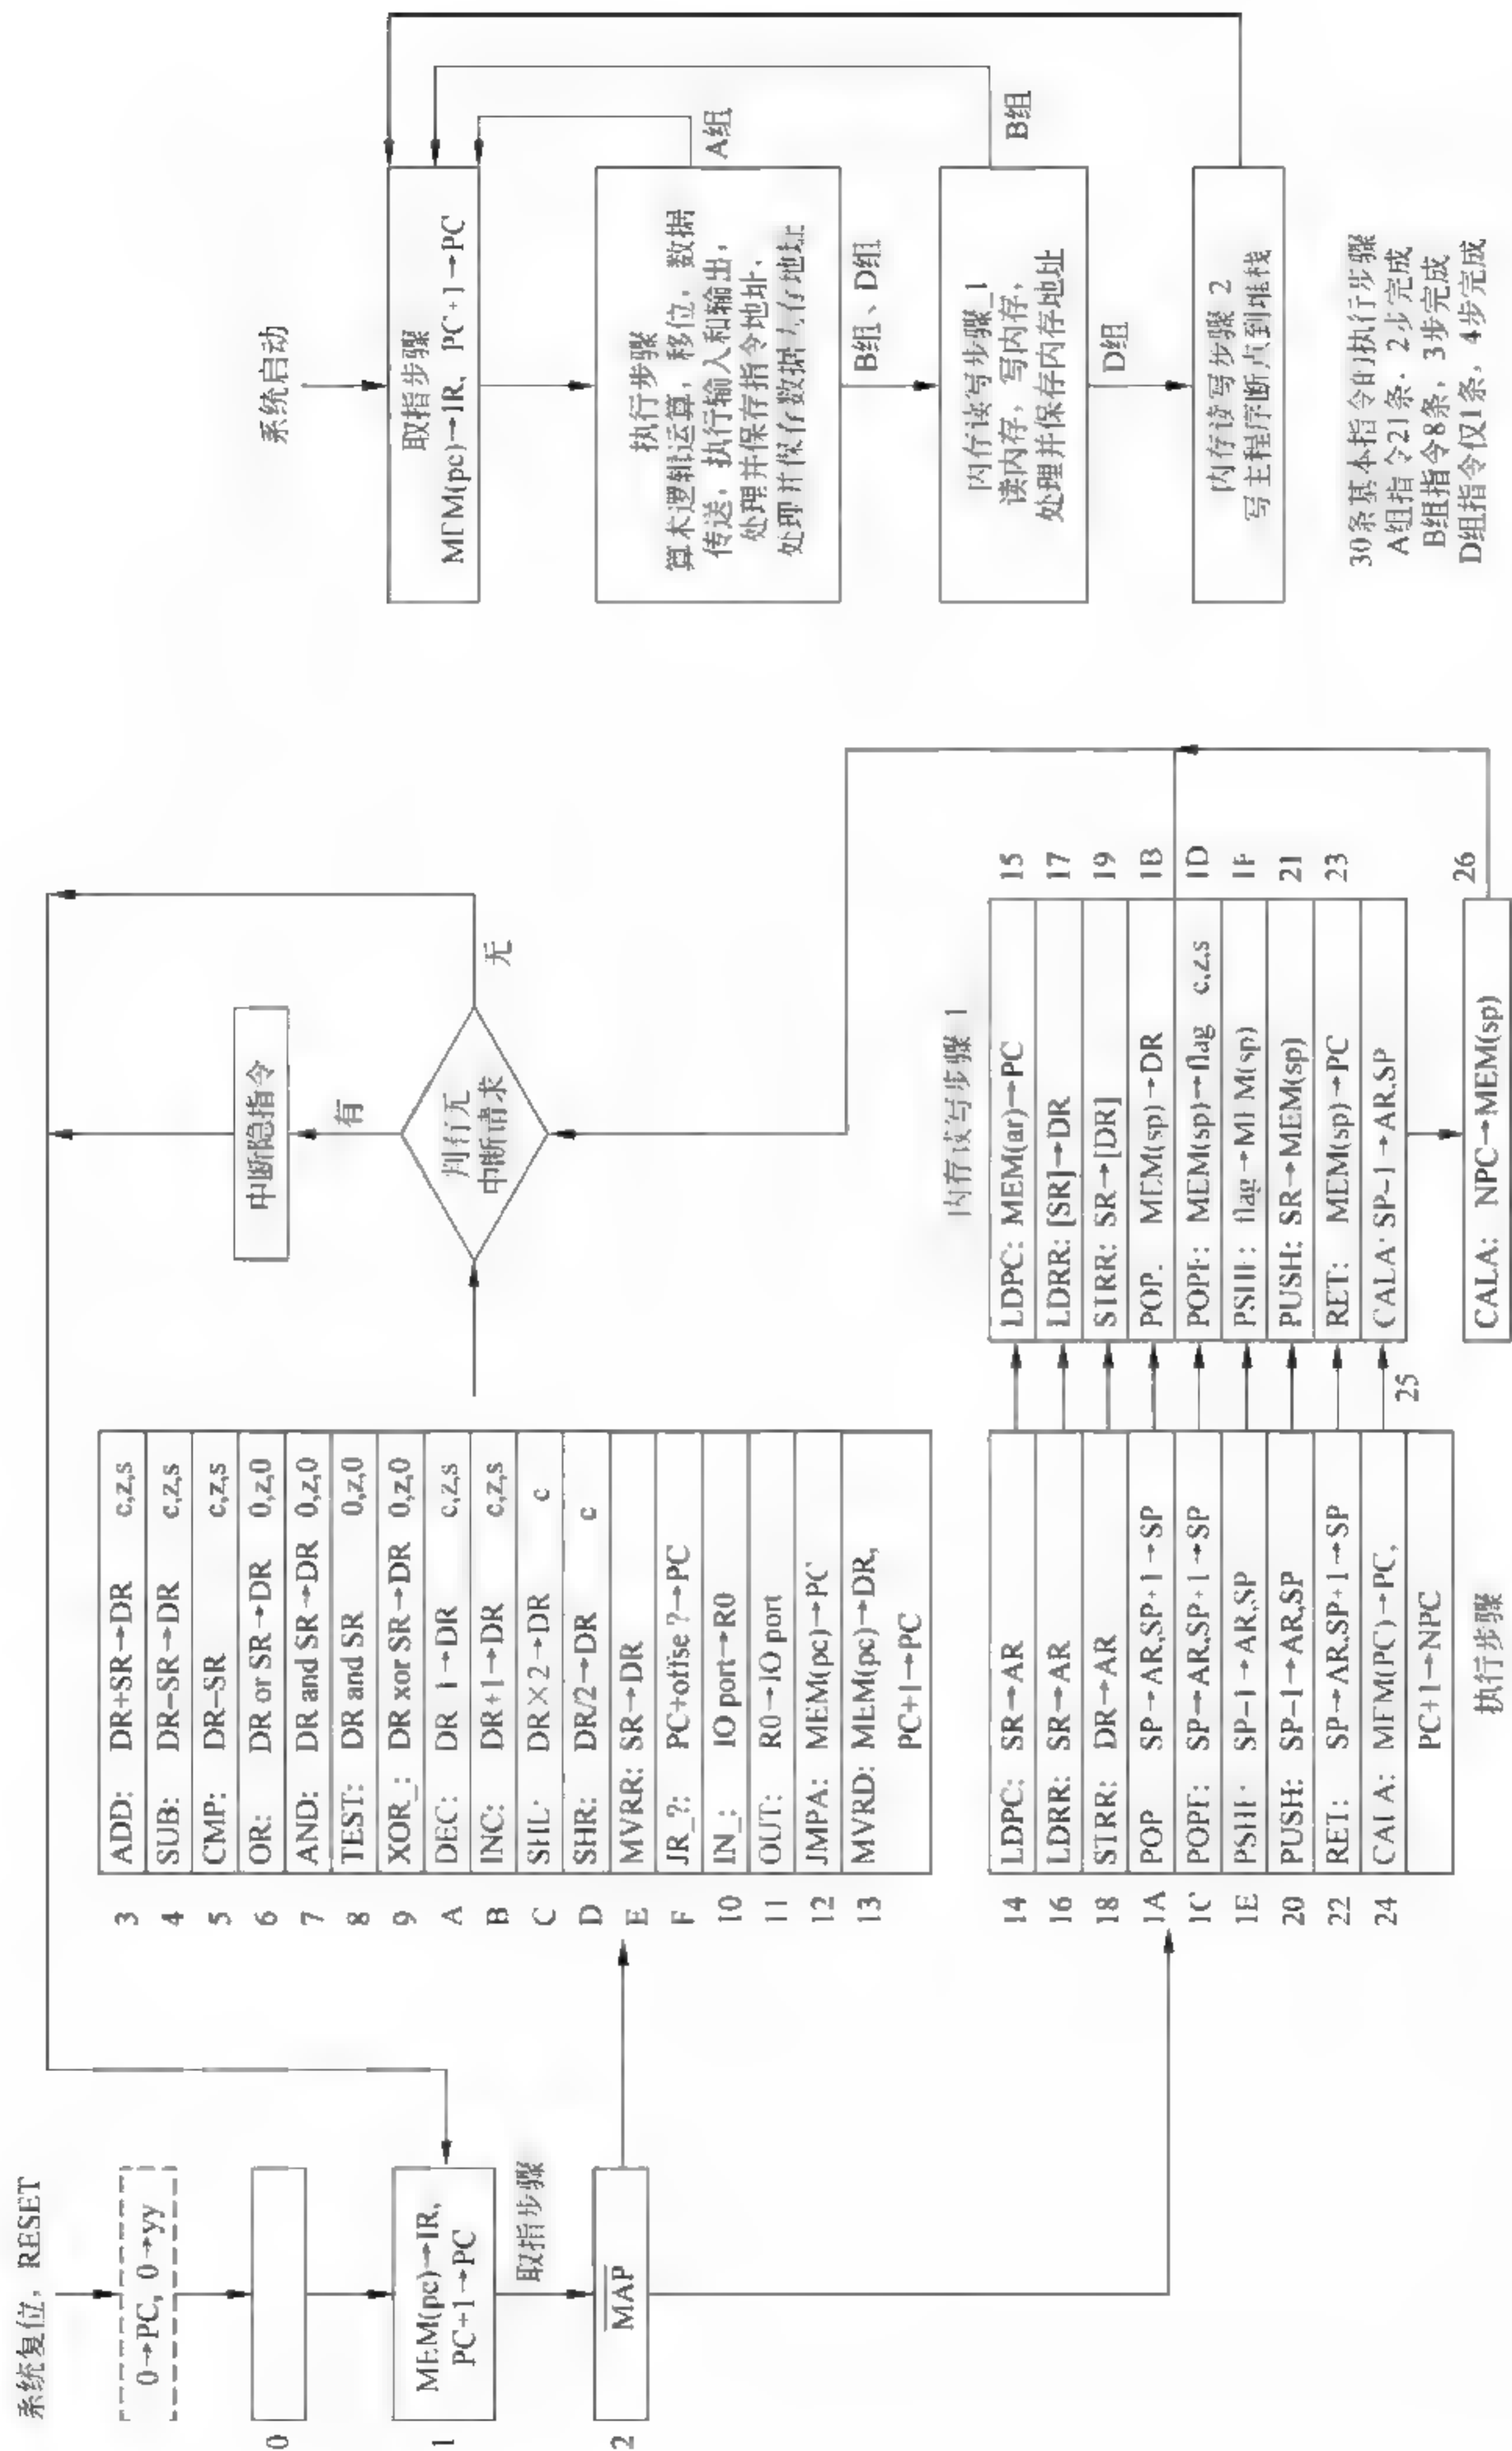 系统复位，RESET
0→PC, 0→yy
0
1
MEM(pc)→IR,
PC+1→PC
取指步骤
2
MAP
3 ADD: DR+SR→DR c,z,s
4 SUB: DR−SR→DR c,z,s
5 CMP: DR−SR c,z,s
6 OR: DR or SR→DR 0,z,0
7 AND: DR and SR→DR 0,z,0
8 TEST: DR and SR 0,z,0
9 XOR_: DR xor SR→DR 0,z,0
A DEC: DR 1→DR c,z,s
B INC: DR+1→DR c,z,s
C SHL: DR×2→DR c
D SHR: DR/2→DR c
E MVRR: SR→DR
F JR_?: PC+offse ?→PC
10 IN_: IO port→R0
11 OUT: R0→IO port
12 JMPA: MEM(pc)→PC
13 MVRD: MEM(pc)→DR,
PC+1→PC
14 LDPC: SR→AR
16 LDRR: SR→AR
18 STRR: DR→AR
1A POP SP→AR,SP+1→SP
1C POPF: SP→AR,SP+1→SP
1E PSHF: SP−1→AR,SP
20 PUSH: SP−1→AR,SP
22 RET: SP→AR,SP+1→SP
24 CALA: MEM(PC)→PC,
PC+1→NPC
执行步骤
中断隐指令
有
判有无
中断请求
无
内存读写步骤 1
LDPC: MEM(ar)→PC 15
LDRR: [SR]→DR 17
STRR: SR→[DR] 19
POP. MEM(sp)→DR 1B
POPF: MEM(sp)→flag c,z,s 1D
PSHF: flag→MEM(sp) 1F
PUSH: SR→MEM(sp) 21
RET: MEM(sp)→PC 23
25 CALA: SP−1→AR,SP
CALA: NPC→MEM(sp) 26
系统启动
取指步骤
MEM(pc)→IR, PC+1→PC
执行步骤
算术逻辑运算，移位，数据
传送，执行输入和输出，
处理并保存指令地址，
处理并保存数据内存地址
A组
B组、D组
内存读写步骤_1
读内存，写内存，
处理并保存内存地址
B组
D组
内存读写步骤 2
写主程序断点到堆栈
30条基本指令的执行步骤
A组指令21条，2步完成
B组指令8条，3步完成
D组指令仅1条，4步完成